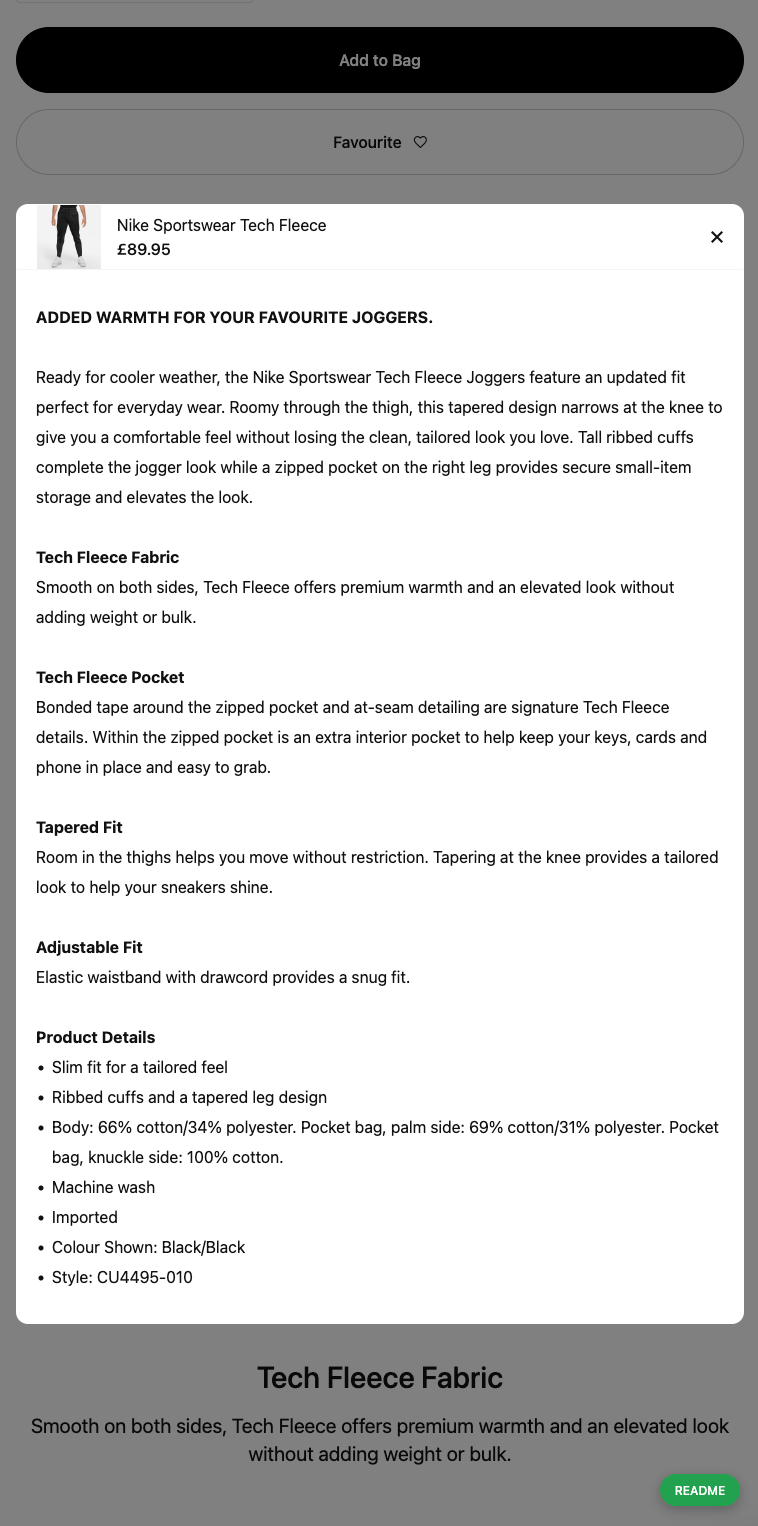 Add to Bag
Favourite
Nike Sportswear Tech Fleece
£89.95
ADDED WARMTH FOR YOUR FAVOURITE JOGGERS.
Ready for cooler weather, the Nike Sportswear Tech Fleece Joggers feature an updated fit
perfect for everyday wear. Roomy through the thigh, this tapered design narrows at the knee to
give you a comfortable feel without losing the clean, tailored look you love. Tall ribbed cuffs
complete the jogger look while a zipped pocket on the right leg provides secure small-item
storage and elevates the look.
Tech Fleece Fabric
Smooth on both sides, Tech Fleece offers premium warmth and an elevated look without
adding weight or bulk.
Tech Fleece Pocket
Bonded tape around the zipped pocket and at-seam detailing are signature Tech Fleece
details. Within the zipped pocket is an extra interior pocket to help keep your keys, cards and
phone in place and easy to grab.
Tapered Fit
Room in the thighs helps you move without restriction. Tapering at the knee provides a tailored
look to help your sneakers shine.
Adjustable Fit
Elastic waistband with drawcord provides a snug fit.
Product Details
• Slim fit for a tailored feel
• Ribbed cuffs and a tapered leg design
• Body: 66% cotton/34% polyester. Pocket bag, palm side: 69% cotton/31% polyester. Pocket
bag, knuckle side: 100% cotton.
• Machine wash
• Imported
• Colour Shown: Black/Black
• Style: CU4495-010
Tech Fleece Fabric
Smooth on both sides, Tech Fleece offers premium warmth and an elevated look
without adding weight or bulk.
README